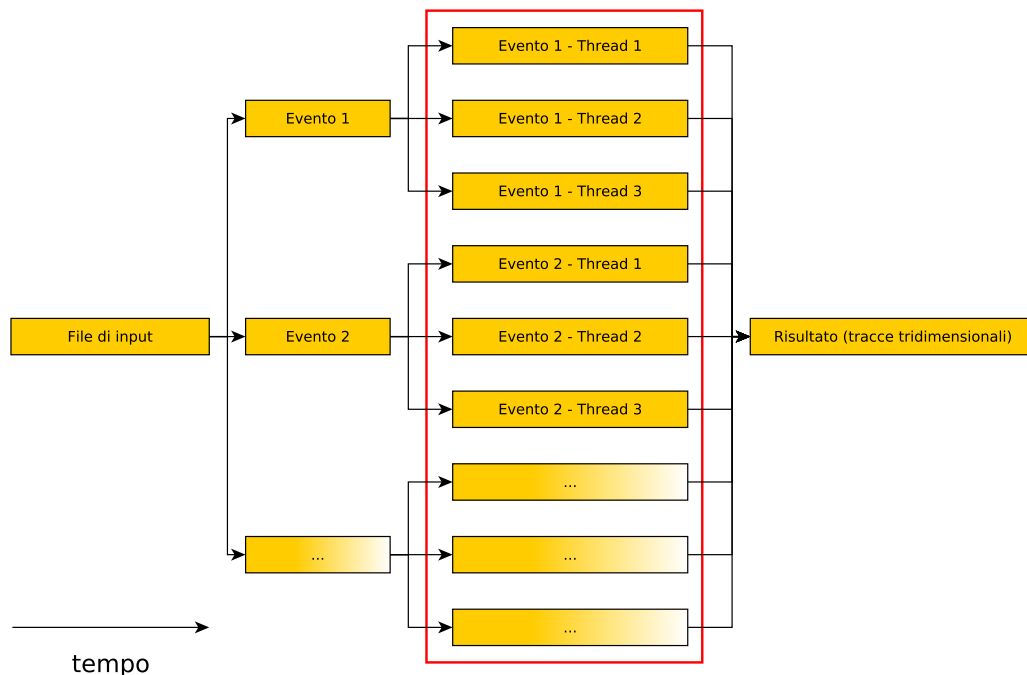 Evento 1 - Thread 1
Evento 1
Evento 1 - Thread 2
Evento 1 - Thread 3
Evento 2 - Thread 1
File di input
Evento 2
Evento 2 - Thread 2
Risultato (tracce tridimensionali)
Evento 2 - Thread 3
...
...
...
...
tempo